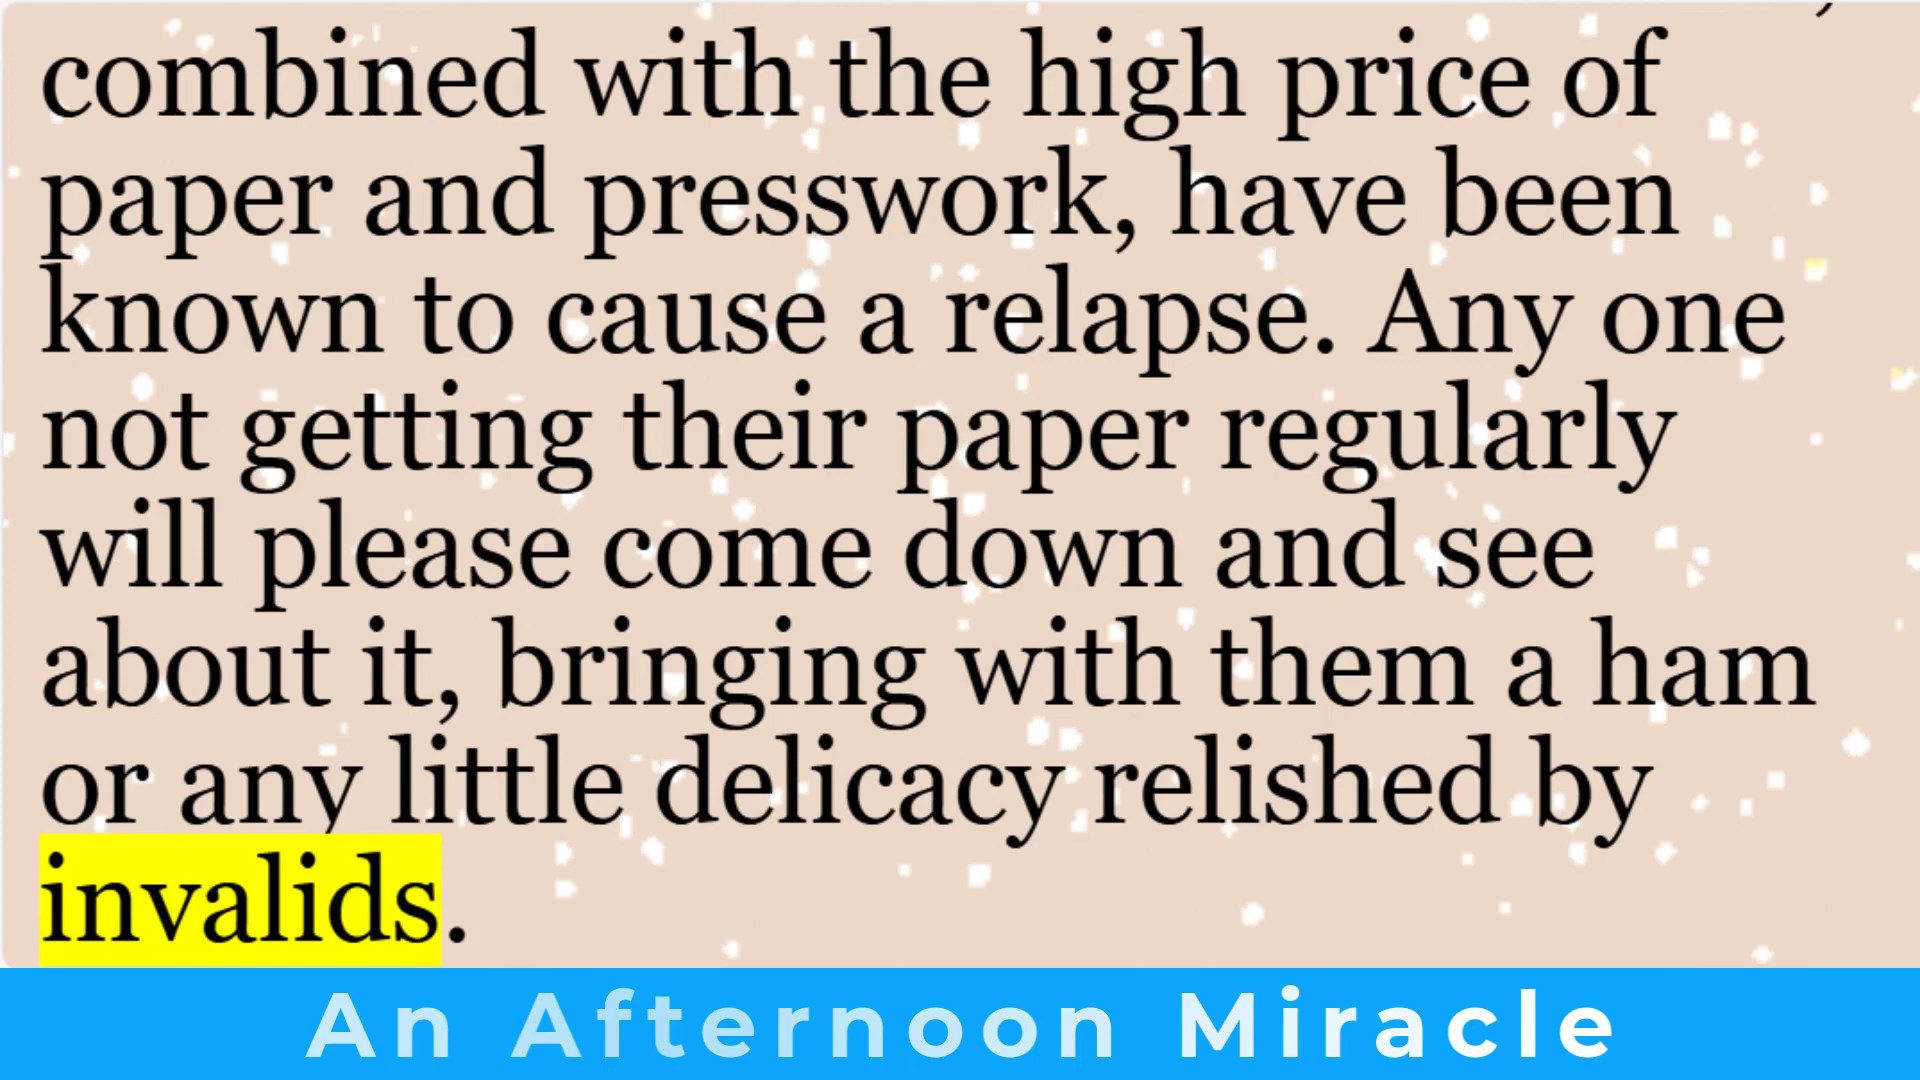 combined with the high price of
paper and presswork, have been
known to cause a relapse. Any one
not getting their paper regularly
will please come down and see
about it, bringing with them a ham
or any little delicacy relished by
invalids.
An Afternoon Miracle